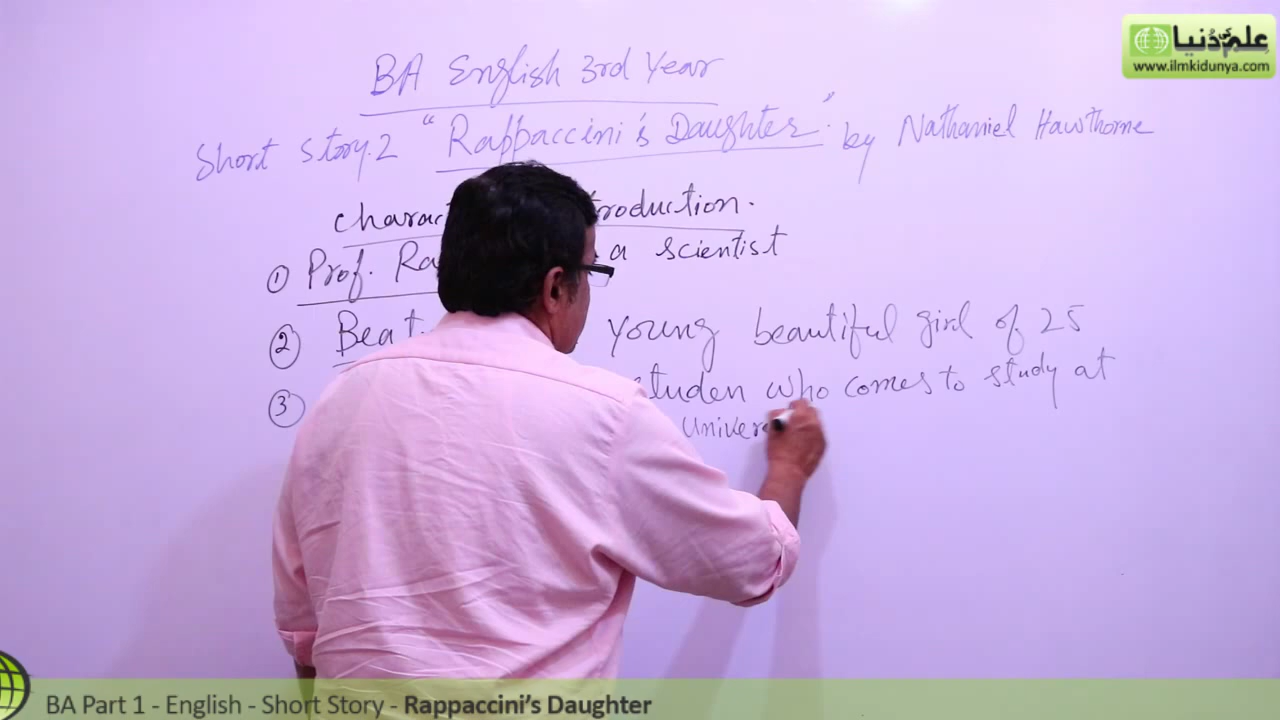 علم کی دُنیا
www.ilmkidunya.com
BA English 3rd Year
Short Story.2 "Rappaccini's Daughter". by Nathaniel Hawthorne
Charac troduction.
① Prof. Ra a scientist
② Beat young beautiful girl of 25
③ studen who comes to study at
Univer
BA Part 1 - English - Short Story - Rappaccini's Daughter